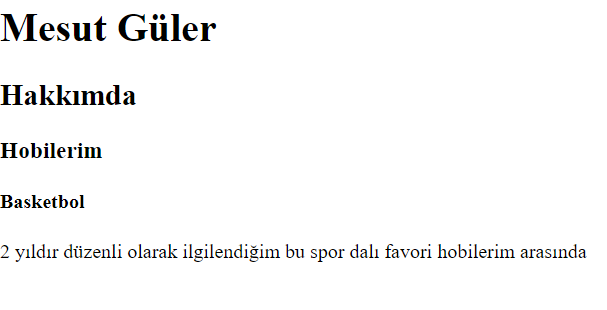 Mesut Güler
Hakkımda
Hobilerim
Basketbol
2 yıldır düzenli olarak ilgilendiğim bu spor dalı favori hobilerim arasında